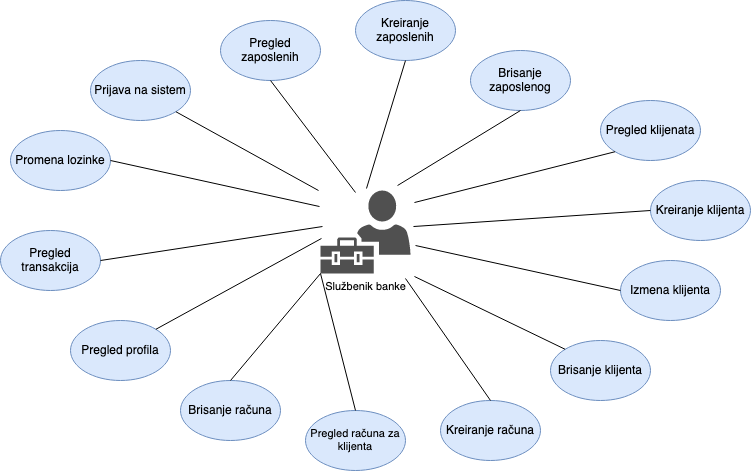 Kreiranje
zaposlenih
Pregled
zaposlenih
Brisanje
zaposlenog
Prijava na sistem
Pregled klijenata
Promena lozinke
Kreiranje klijenta
Pregled
transakcija
Službenik banke
Izmena klijenta
Pregled profila
Brisanje klijenta
Brisanje računa
Pregled računa za
klijenta
Kreiranje računa